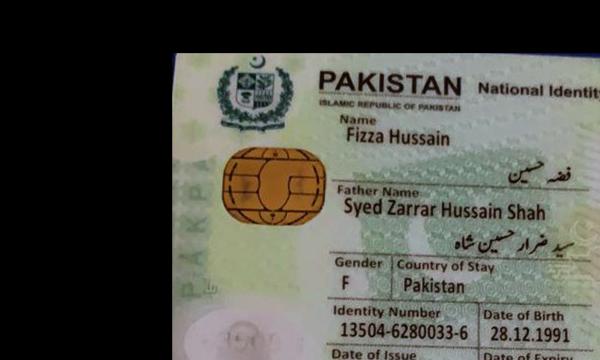 PAKISTAN National Identity
ISLAMIC REPUBLIC OF PAKISTAN
Name
Fizza Hussain
فضہ حسین
Father Name
Syed Zarrar Hussain Shah
سید ضرار حسین شاہ
Gender Country of Stay
F Pakistan
Identity Number Date of Birth
13504-6280033-6 28.12.1991
Date of Issue Date of Expiry
PAK